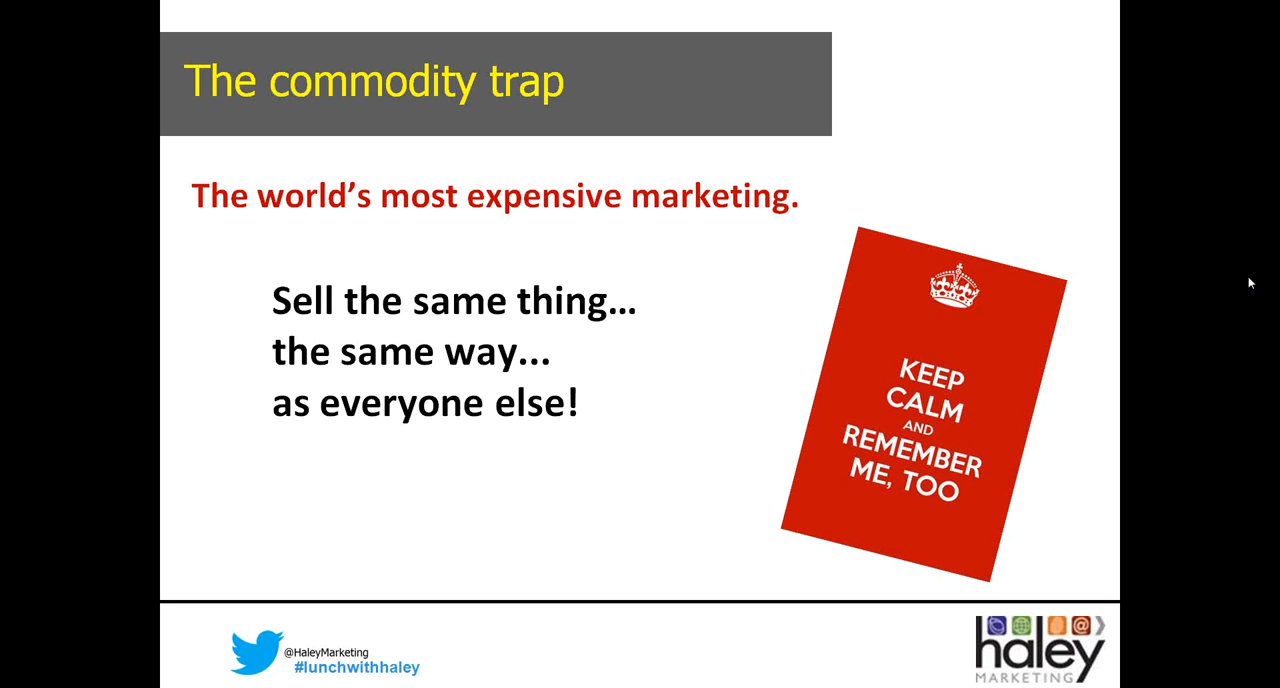 The commodity trap
The world’s most expensive marketing.
Sell the same thing…
the same way...
as everyone else!
KEEP
CALM
AND
REMEMBER
ME, TOO
@HaleyMarketing
#lunchwithhaley
@
haley
MARKETING